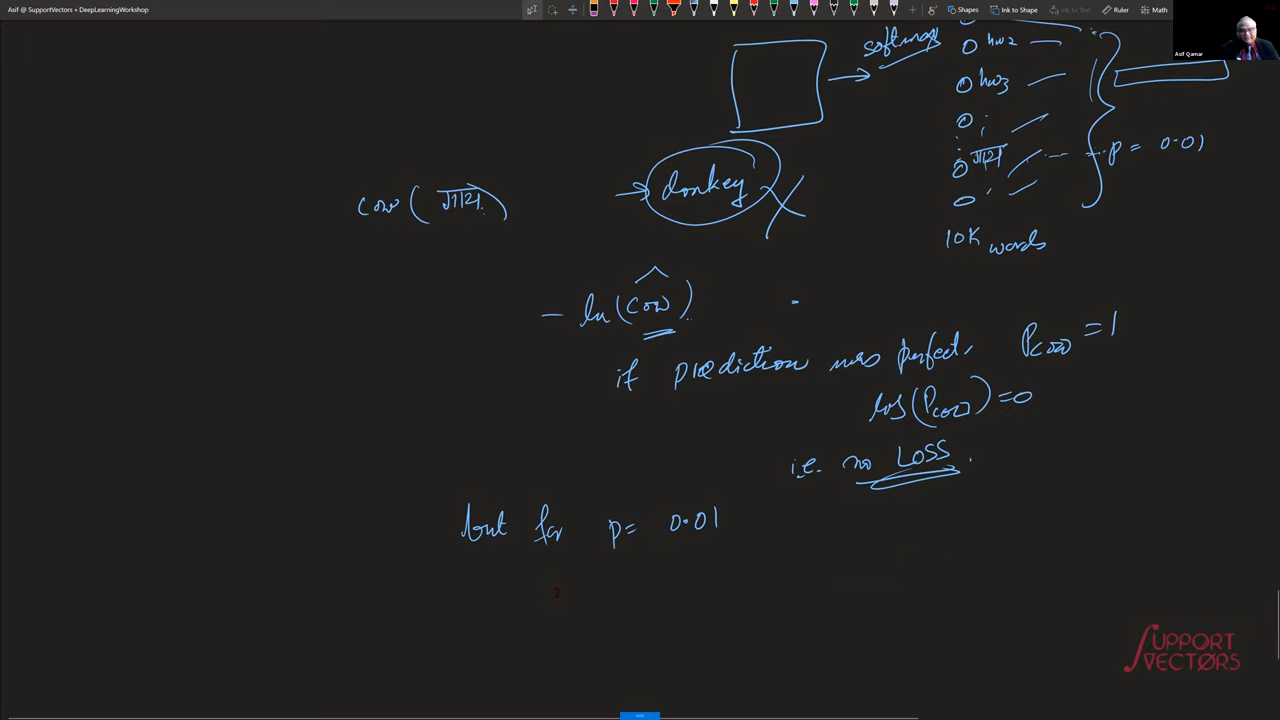 Asif @ SupportVectors » DeepLearningWorkshop
Shapes Ink to Shape Ink to Text Ruler Math
Asif Qamar
softmax
hw2
hw3
p = 0.01
donkey
cow (
10K words
- ln(cow)
if prediction was perfect, Pcow = 1
log(Pcow) = 0
i.e. no LOSS.
but for p = 0.01
SUPPORT
VECTORS